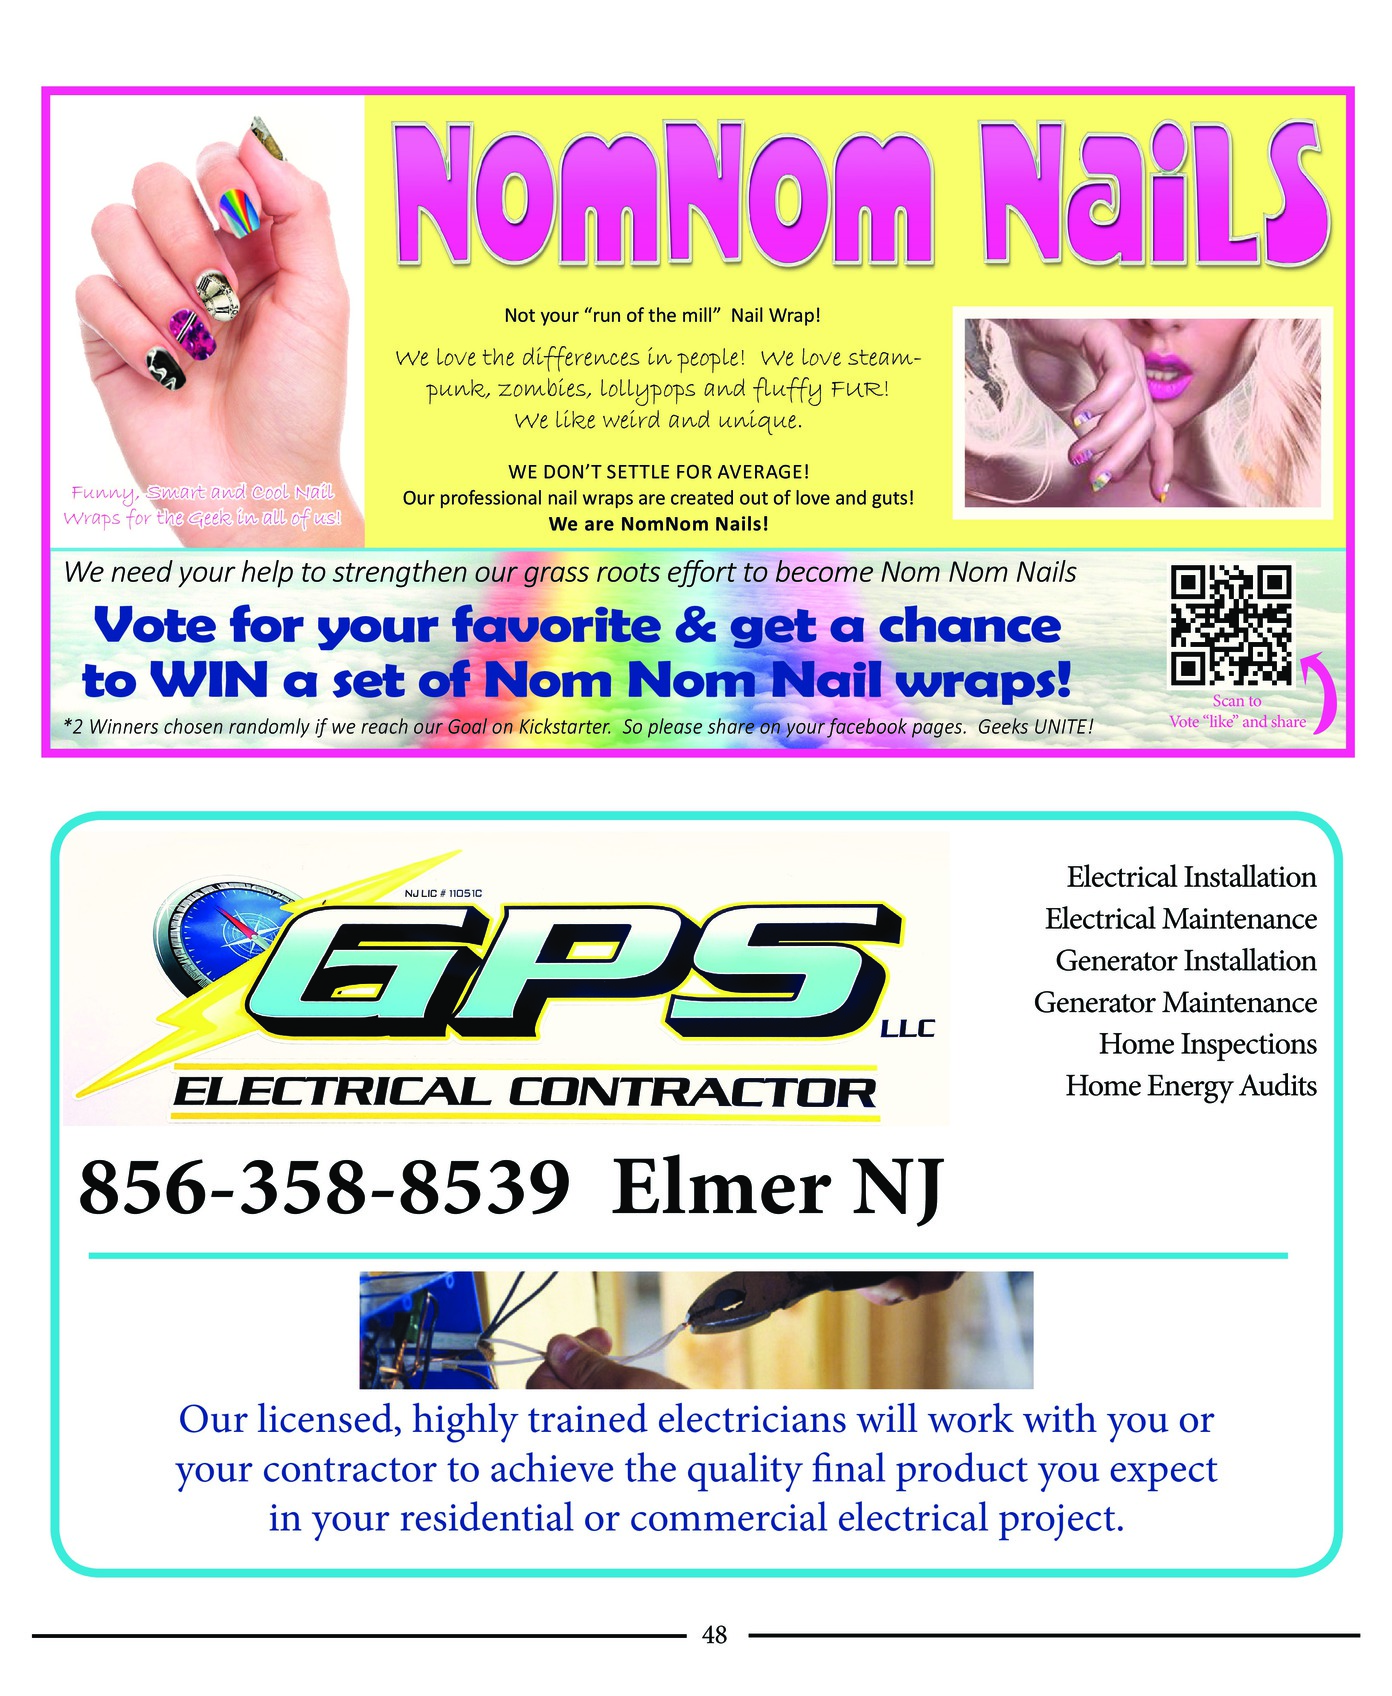 NomNom Nails
Not your “run of the mill”  Nail Wrap!
We love the differences in people!  We love steam-
punk, zombies, lollypops and fluffy FUR!
We like weird and unique.
WE DON’T SETTLE FOR AVERAGE!
Our professional nail wraps are created out of love and guts!
We are NomNom Nails!
Funny, Smart and Cool Nail
Wraps for the Geek in all of us!
We need your help to strengthen our grass roots effort to become Nom Nom Nails
Vote for your favorite & get a chance
to WIN a set of Nom Nom Nail wraps!
*2 Winners chosen randomly if we reach our Goal on Kickstarter.  So please share on your facebook pages.  Geeks UNITE!
Scan to
Vote “like” and share
NJ LIC # 11051C
GPS
LLC
ELECTRICAL CONTRACTOR
Electrical Installation
Electrical Maintenance
Generator Installation
Generator Maintenance
Home Inspections
Home Energy Audits
856-358-8539  Elmer NJ
Our licensed, highly trained electricians will work with you or
your contractor to achieve the quality final product you expect
in your residential or commercial electrical project.
48